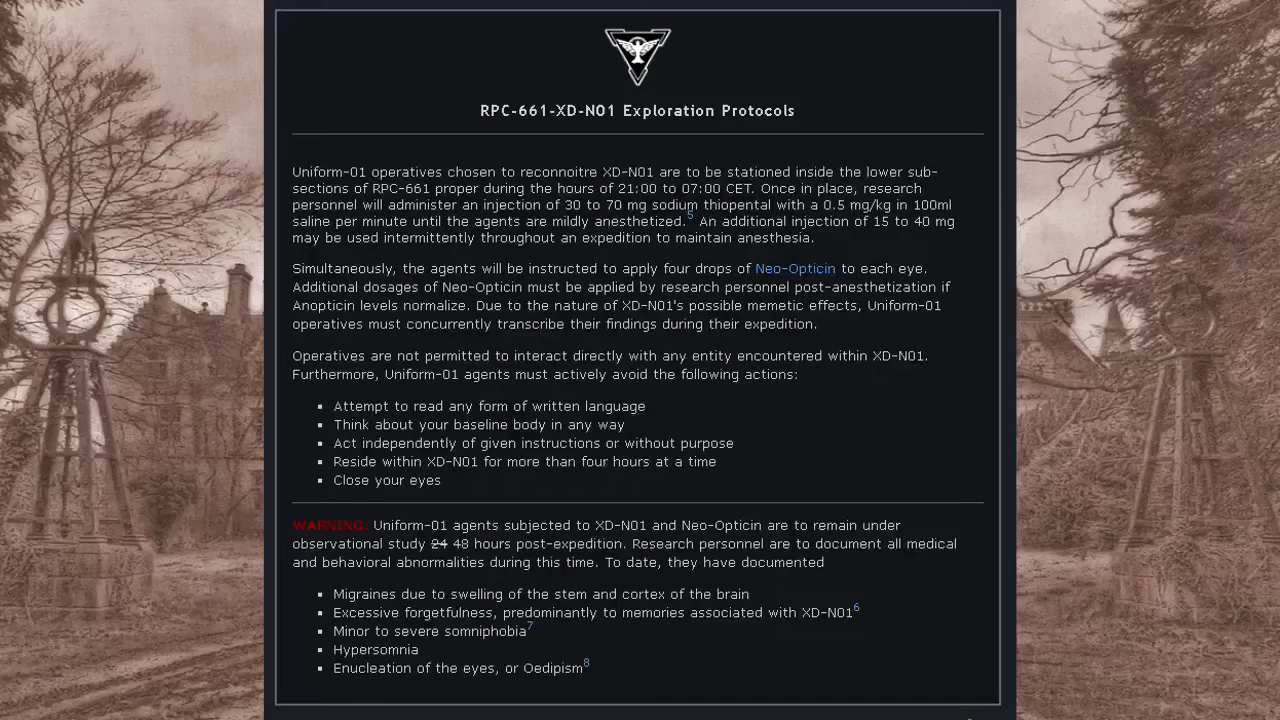 RPC-661-XD-N01 Exploration Protocols
Uniform-01 operatives chosen to reconnoitre XD-N01 are to be stationed inside the lower sub-
sections of RPC-661 proper during the hours of 21:00 to 07:00 CET. Once in place, research
personnel will administer an injection of 30 to 70 mg sodium thiopental with a 0.5 mg/kg in 100ml
saline per minute until the agents are mildly anesthetized.5 An additional injection of 15 to 40 mg
may be used intermittently throughout an expedition to maintain anesthesia.
Simultaneously, the agents will be instructed to apply four drops of Neo-Opticin to each eye.
Additional dosages of Neo-Opticin must be applied by research personnel post-anesthetization if
Anopticin levels normalize. Due to the nature of XD-N01's possible memetic effects, Uniform-01
operatives must concurrently transcribe their findings during their expedition.
Operatives are not permitted to interact directly with any entity encountered within XD-N01.
Furthermore, Uniform-01 agents must actively avoid the following actions:
▪ Attempt to read any form of written language
▪ Think about your baseline body in any way
▪ Act independently of given instructions or without purpose
▪ Reside within XD-N01 for more than four hours at a time
▪ Close your eyes
WARNING: Uniform-01 agents subjected to XD-N01 and Neo-Opticin are to remain under
observational study 24 48 hours post-expedition. Research personnel are to document all medical
and behavioral abnormalities during this time. To date, they have documented
▪ Migraines due to swelling of the stem and cortex of the brain
▪ Excessive forgetfulness, predominantly to memories associated with XD-N016
▪ Minor to severe somniphobia7
▪ Hypersomnia
▪ Enucleation of the eyes, or Oedipism8